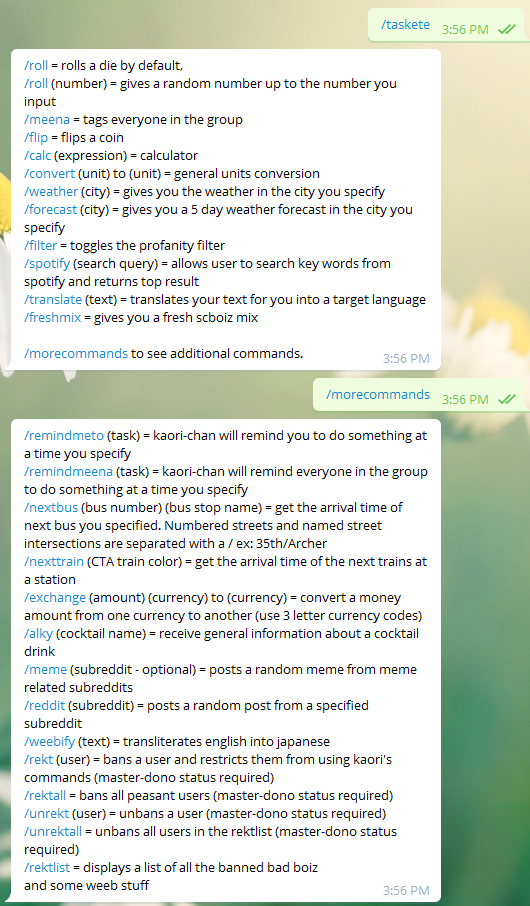 /taskete
3:56 PM
/roll = rolls a die by default,
/roll (number) = gives a random number up to the number you
input
/meena = tags everyone in the group
/flip = flips a coin
/calc (expression) = calculator
/convert (unit) to (unit) = general units conversion
/weather (city) = gives you the weather in the city you specify
/forecast (city) = gives you a 5 day weather forecast in the city you
specify
/filter = toggles the profanity filter
/spotify (search query) = allows user to search key words from
spotify and returns top result
/translate (text) = translates your text for you into a target language
/freshmix = gives you a fresh scboiz mix
/morecommands to see additional commands.
3:56 PM
/morecommands
3:56 PM
/remindmeto (task) = kaori-chan will remind you to do something at
a time you specify
/remindmeena (task) = kaori-chan will remind everyone in the group
to do something at a time you specify
/nextbus (bus number) (bus stop name) = get the arrival time of
next bus you specified. Numbered streets and named street
intersections are separated with a / ex: 35th/Archer
/nexttrain (CTA train color) = get the arrival time of the next trains at
a station
/exchange (amount) (currency) to (currency) = convert a money
amount from one currency to another (use 3 letter currency codes)
/alky (cocktail name) = receive general information about a cocktail
drink
/meme (subreddit - optional) = posts a random meme from meme
related subreddits
/reddit (subreddit) = posts a random post from a specified
subreddit
/weebify (text) = transliterates english into japanese
/rekt (user) = bans a user and restricts them from using kaori's
commands (master-dono status required)
/rektall = bans all peasant users (master-dono status required)
/unrekt (user) = unbans a user (master-dono status required)
/unrektall = unbans all users in the rektlist (master-dono status
required)
/rektlist = displays a list of all the banned bad boiz
and some weeb stuff
3:56 PM